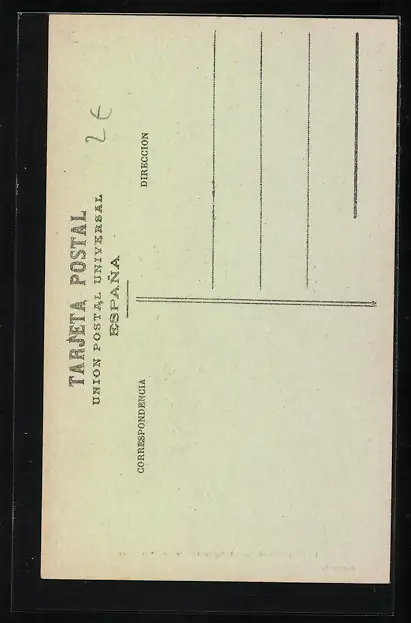 TARJETA POSTAL
UNION POSTAL UNIVERSAL
ESPAÑA
CORRESPONDENCIA
DIRECCION
2 €